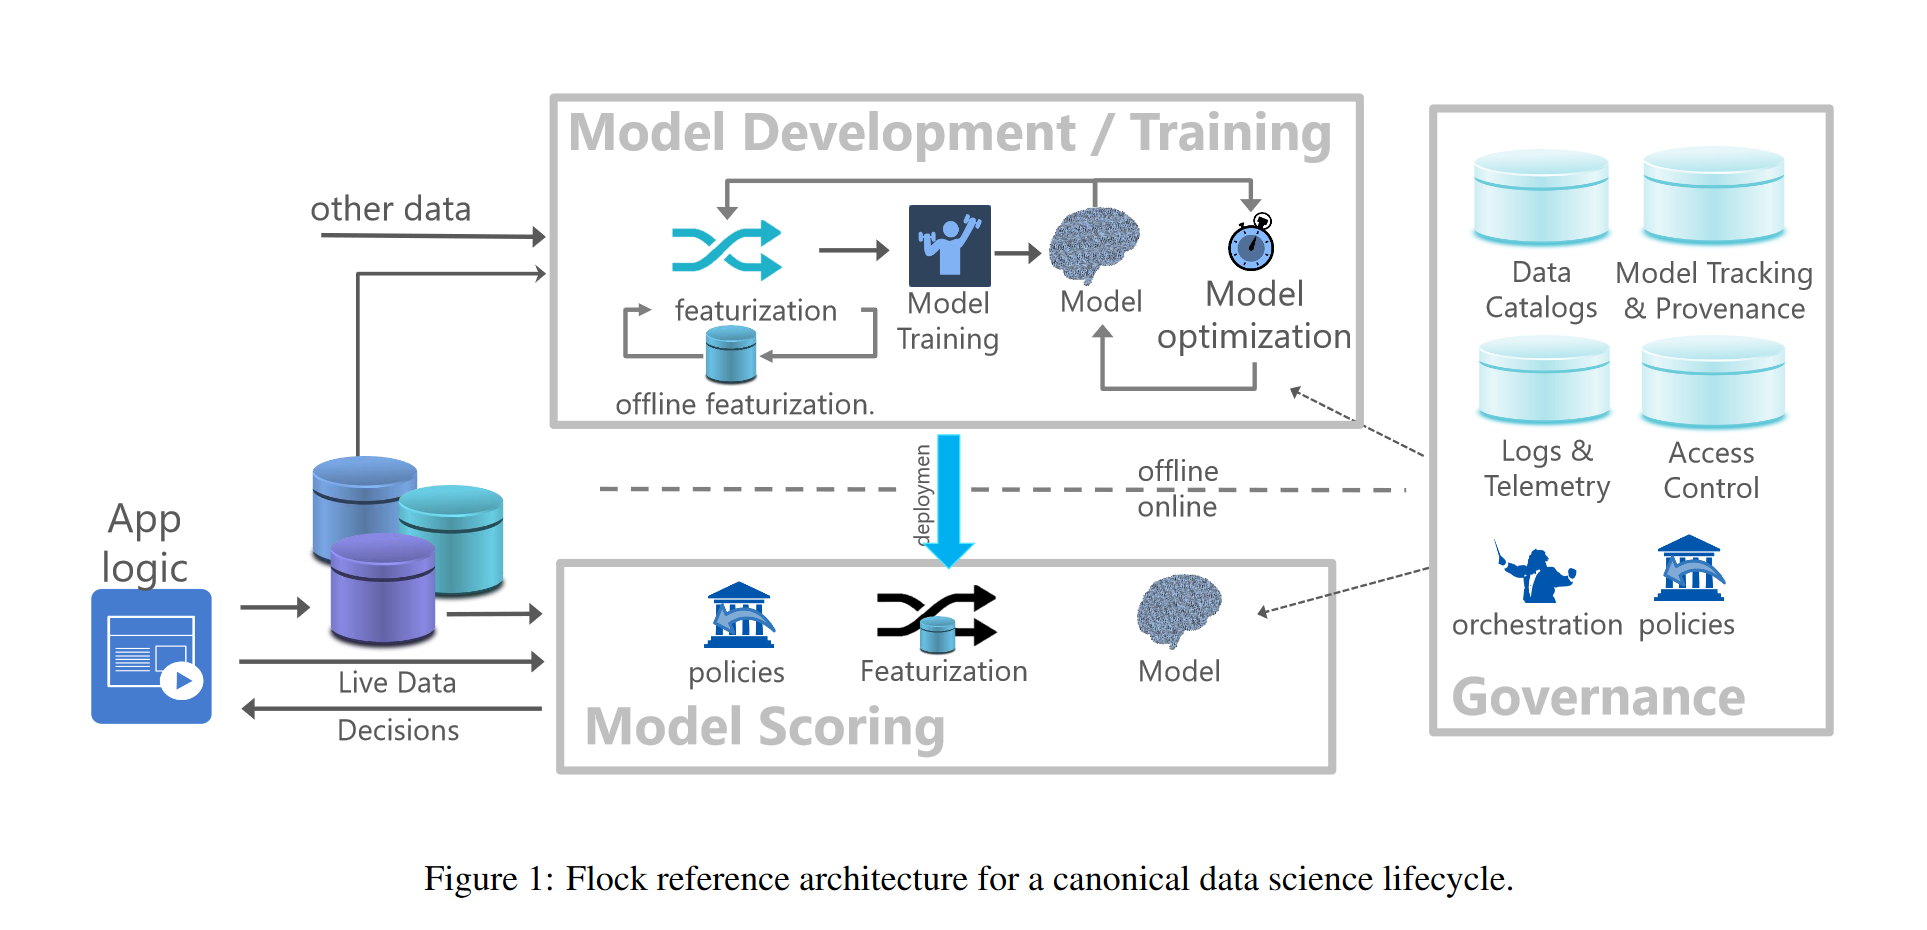 Model Development / Training
other data
featurization
Model
Training
Model
Model
optimization
offline featurization.
deploymen
offline
online
App
logic
Live Data
Decisions
policies
Featurization
Model
Model Scoring
Data
Catalogs
Model Tracking
& Provenance
Logs &
Telemetry
Access
Control
orchestration
policies
Governance
Figure 1: Flock reference architecture for a canonical data science lifecycle.